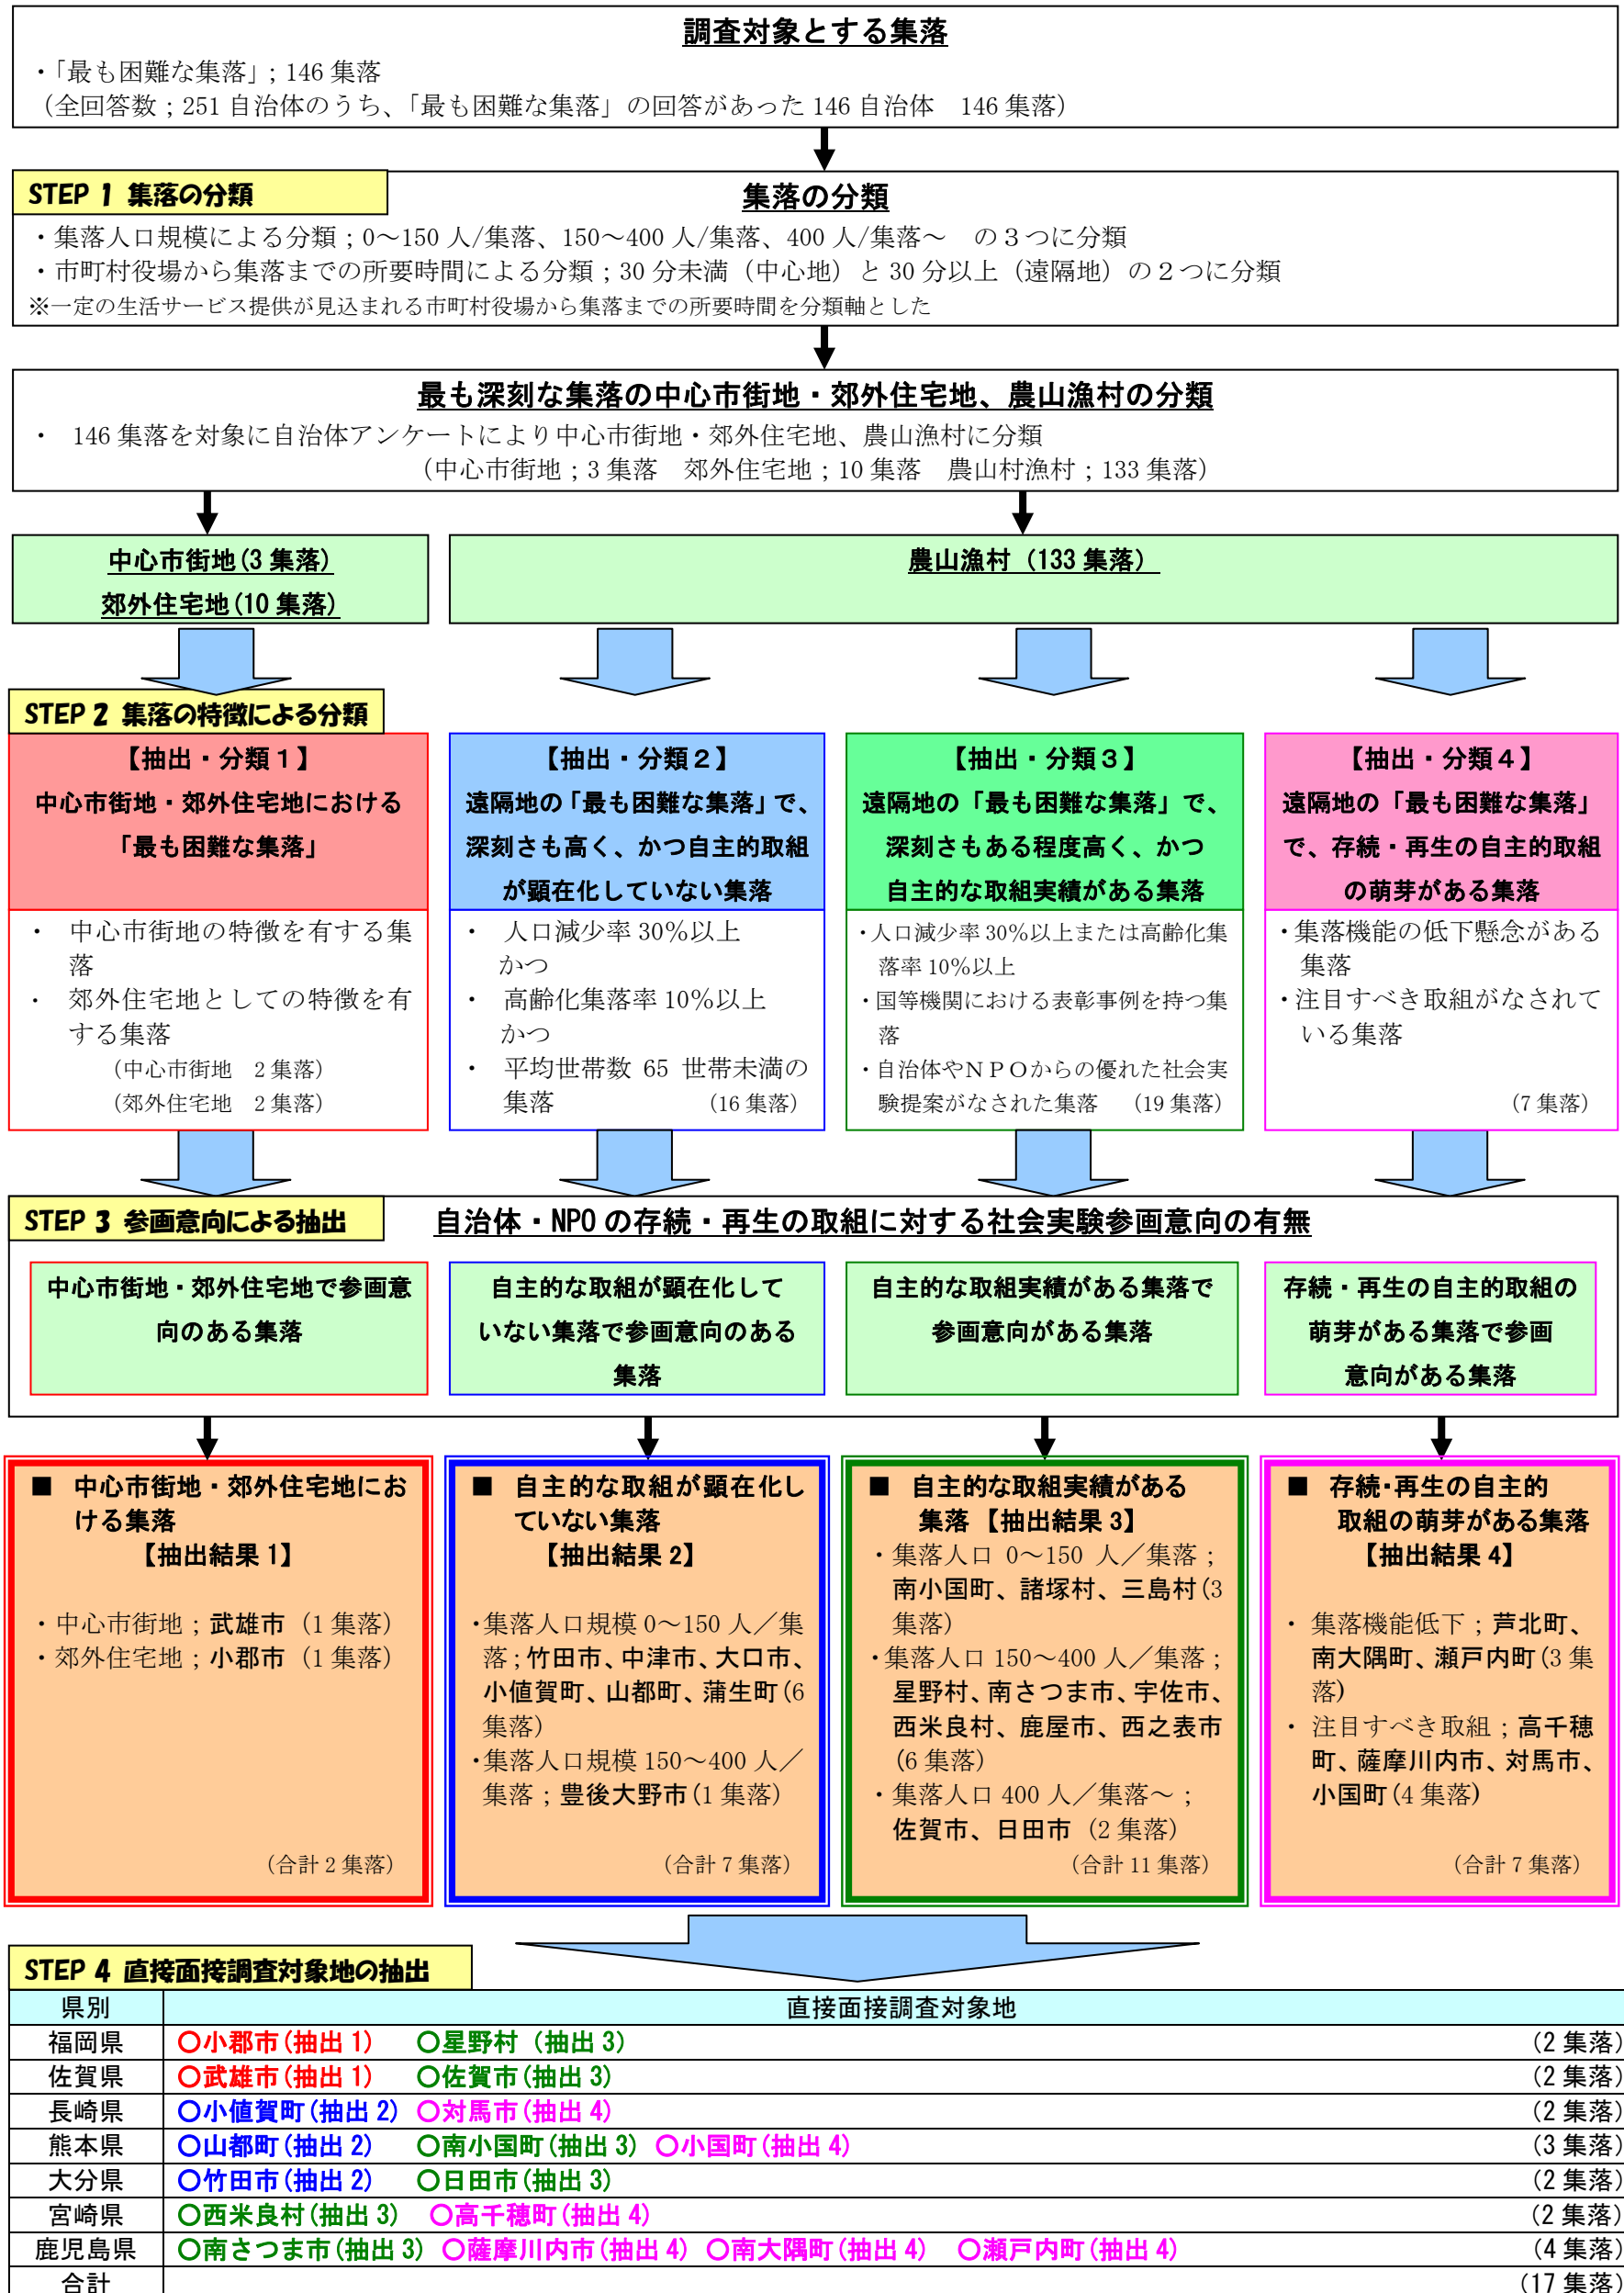 調査対象とする集落
・「最も困難な集落」；146 集落
（全回答数；251 自治体のうち、「最も困難な集落」の回答があった 146 自治体　146 集落）
STEP 1 集落の分類
集落の分類
・集落人口規模による分類；0～150 人/集落、150～400 人/集落、400 人/集落～　の３つに分類
・市町村役場から集落までの所要時間による分類；30 分未満（中心地）と 30 分以上（遠隔地）の２つに分類
※一定の生活サービス提供が見込まれる市町村役場から集落までの所要時間を分類軸とした
最も深刻な集落の中心市街地・郊外住宅地、農山漁村の分類
・ 146 集落を対象に自治体アンケートにより中心市街地・郊外住宅地、農山漁村に分類
（中心市街地；3 集落　郊外住宅地；10 集落　農山村漁村；133 集落）
中心市街地(3 集落)
郊外住宅地(10 集落)
農山漁村（133 集落）
STEP 2 集落の特徴による分類
【抽出・分類１】
中心市街地・郊外住宅地における
「最も困難な集落」
・ 中心市街地の特徴を有する集
落
・ 郊外住宅地としての特徴を有
する集落
（中心市街地　2 集落）
（郊外住宅地　2 集落）
【抽出・分類２】
遠隔地の「最も困難な集落」で、
深刻さも高く、かつ自主的取組
が顕在化していない集落
・ 人口減少率 30％以上
かつ
・ 高齢化集落率 10％以上
かつ
・ 平均世帯数 65 世帯未満の
集落　（16 集落）
【抽出・分類３】
遠隔地の「最も困難な集落」で、
深刻さもある程度高く、かつ
自主的な取組実績がある集落
・人口減少率 30％以上または高齢化集
落率 10％以上
・国等機関における表彰事例を持つ集
落
・自治体やＮＰＯからの優れた社会実
験提案がなされた集落　（19 集落）
【抽出・分類４】
遠隔地の「最も困難な集落」
で、存続・再生の自主的取組
の萌芽がある集落
・集落機能の低下懸念がある
集落
・注目すべき取組がなされて
いる集落
（7 集落）
STEP 3 参画意向による抽出
自治体・NPO の存続・再生の取組に対する社会実験参画意向の有無
中心市街地・郊外住宅地で参画意
向のある集落
自主的な取組が顕在化して
いない集落で参画意向のある
集落
自主的な取組実績がある集落で
参画意向がある集落
存続・再生の自主的取組の
萌芽がある集落で参画
意向がある集落
■ 中心市街地・郊外住宅地にお
ける集落
【抽出結果 1】
・中心市街地；武雄市（1 集落）
・郊外住宅地；小郡市（1 集落）
（合計 2 集落）
■ 自主的な取組が顕在化し
ていない集落
【抽出結果 2】
・集落人口規模 0～150 人／集
落；竹田市、中津市、大口市、
小値賀町、山都町、蒲生町(6
集落）
・集落人口規模 150～400 人／
集落；豊後大野市(1 集落）
（合計 7 集落）
■ 自主的な取組実績がある
集落【抽出結果 3】
・集落人口 0～150 人／集落；
南小国町、諸塚村、三島村(3
集落）
・集落人口 150～400 人／集落；
星野村、南さつま市、宇佐市、
西米良村、鹿屋市、西之表市
（6 集落）
・集落人口 400 人／集落～；
佐賀市、日田市（2 集落）
（合計 11 集落）
■ 存続・再生の自主的
取組の萌芽がある集落
【抽出結果 4】
・ 集落機能低下；芦北町、
南大隅町、瀬戸内町(3 集
落)
・ 注目すべき取組；高千穂
町、薩摩川内市、対馬市、
小国町(4 集落)
（合計 7 集落）
STEP 4 直接面接調査対象地の抽出
県別　直接面接調査対象地
福岡県　○小郡市(抽出 1)　○星野村（抽出 3）　（2 集落）
佐賀県　○武雄市(抽出 1)　○佐賀市(抽出 3)　（2 集落）
長崎県　○小値賀町(抽出 2)　○対馬市(抽出 4)　（2 集落）
熊本県　○山都町(抽出 2)　○南小国町(抽出 3)　○小国町(抽出 4)　（3 集落）
大分県　○竹田市(抽出 2)　○日田市(抽出 3)　（2 集落）
宮崎県　○西米良村(抽出 3)　○高千穂町(抽出 4)　（2 集落）
鹿児島県　○南さつま市(抽出 3)　○薩摩川内市(抽出 4)　○南大隅町(抽出 4)　○瀬戸内町(抽出 4)　（4 集落）
合計　（17 集落）